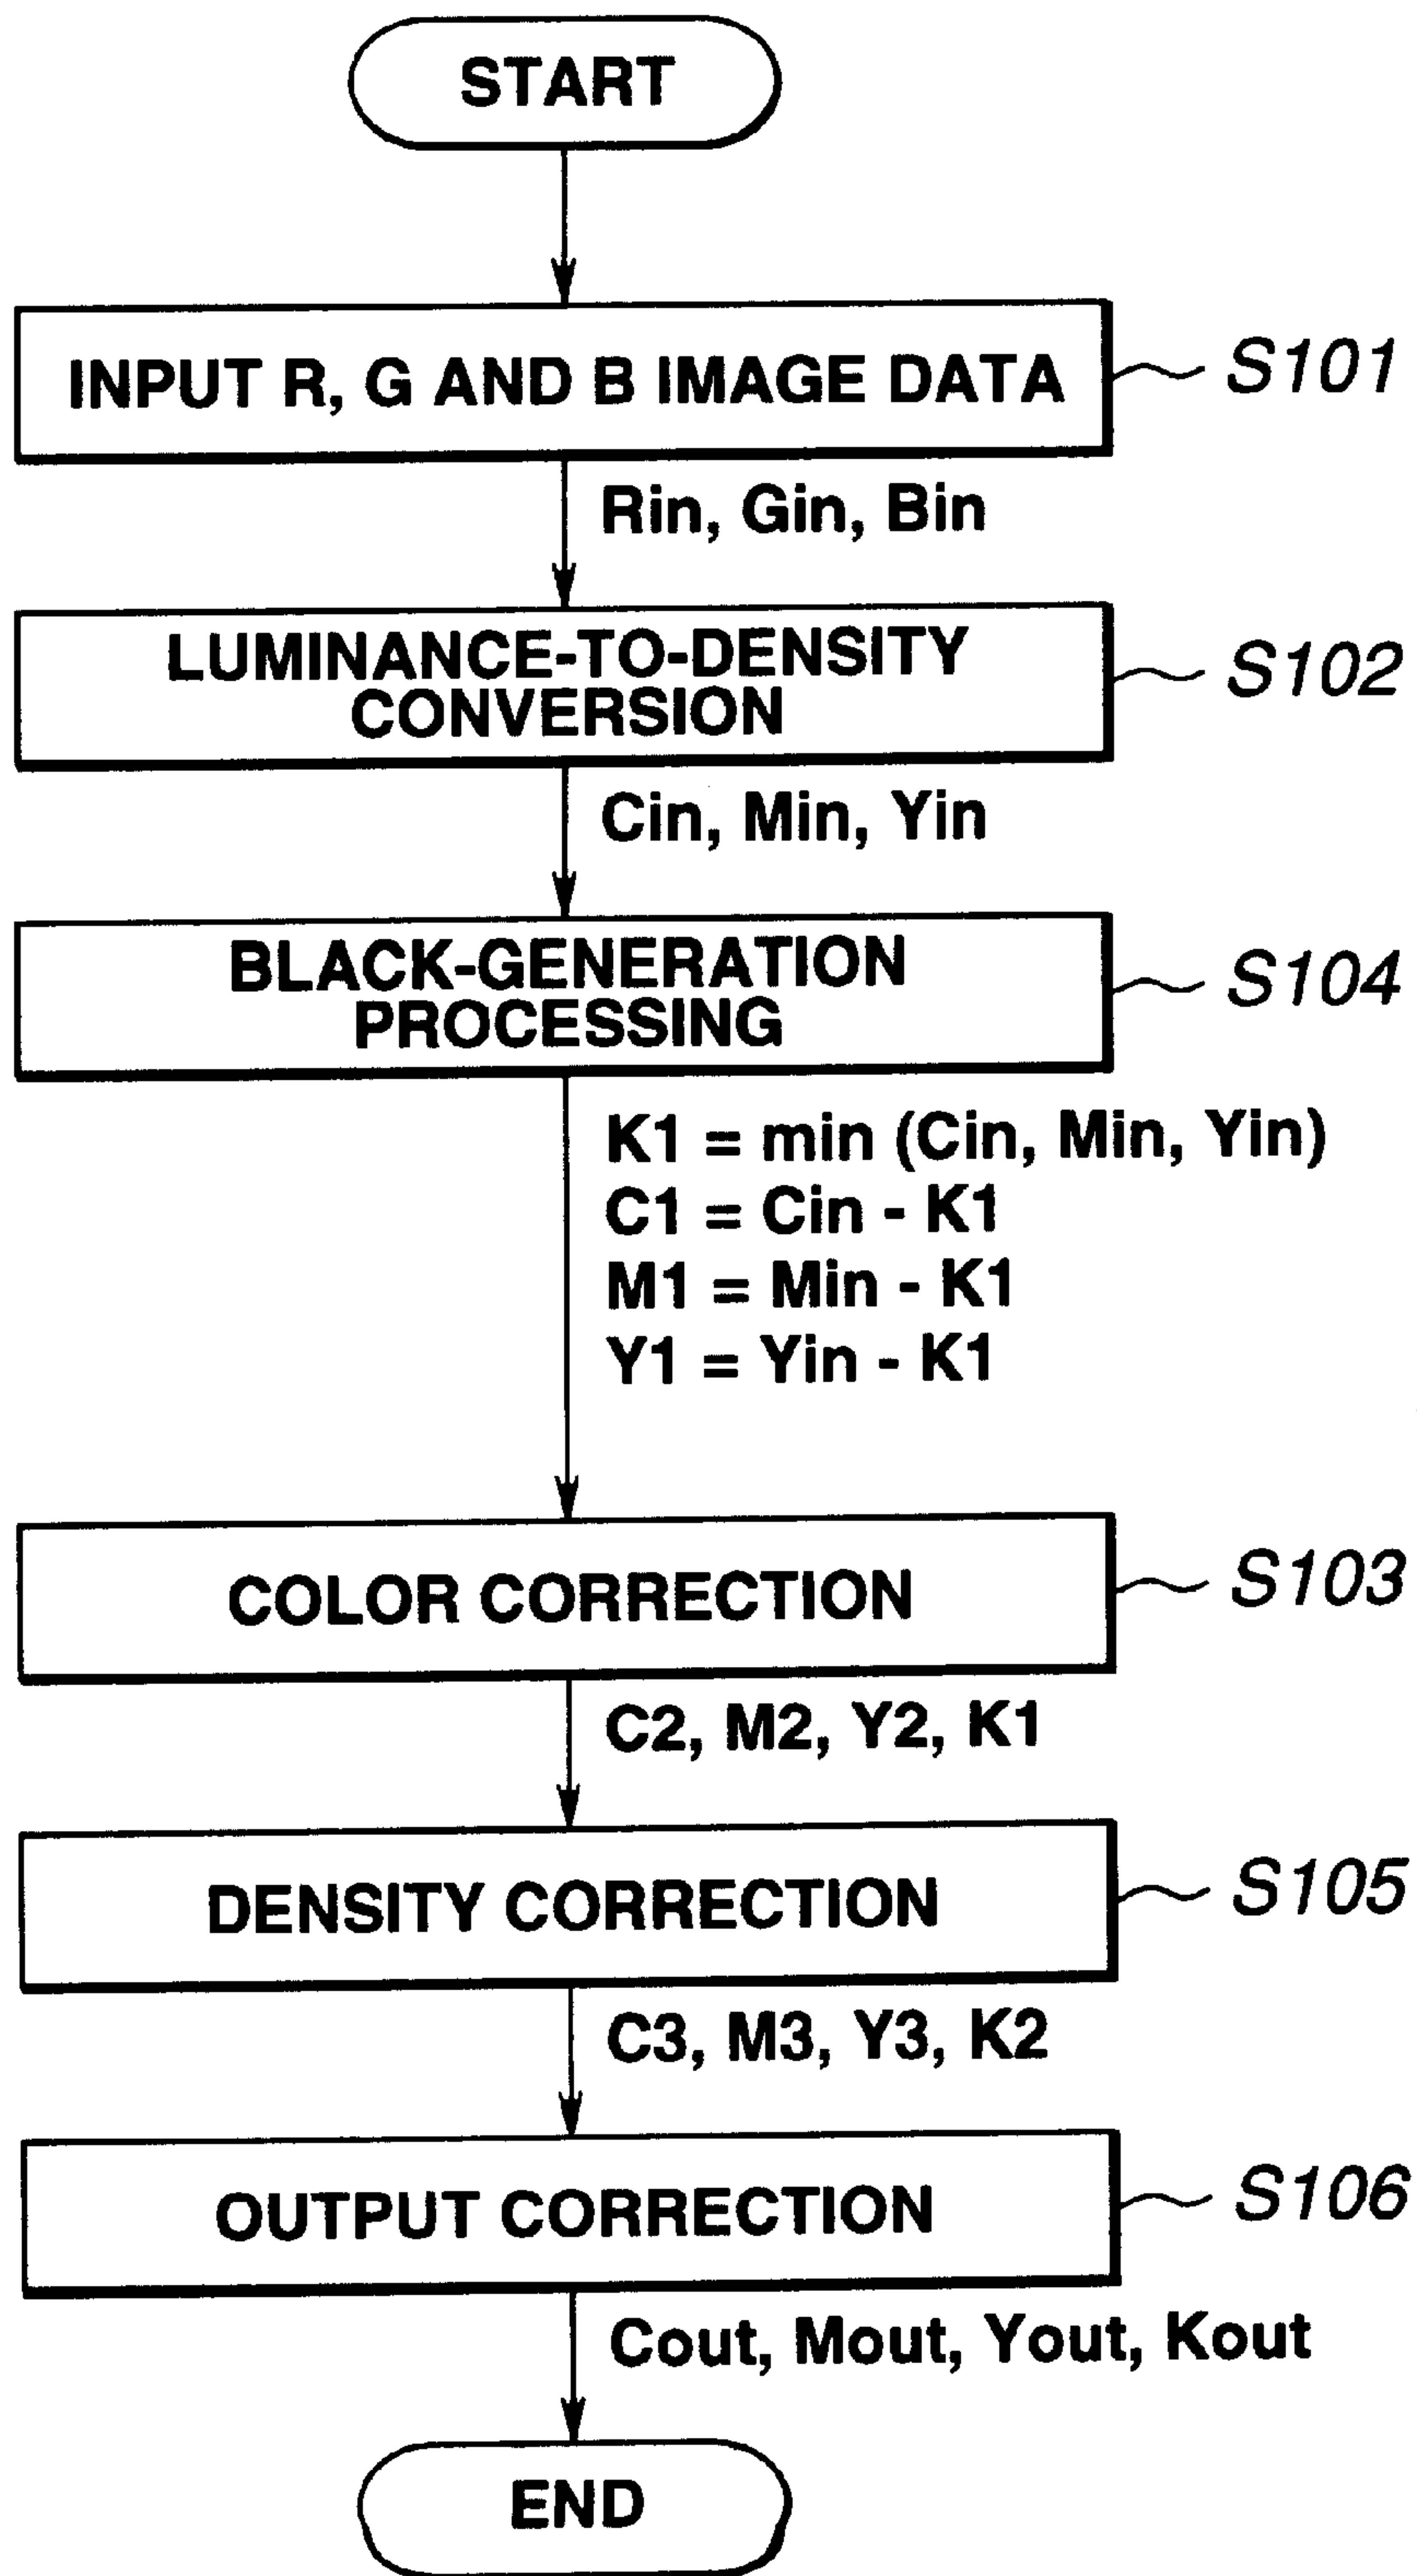 START
INPUT R, G AND B IMAGE DATA
S101
Rin, Gin, Bin
LUMINANCE-TO-DENSITY
CONVERSION
S102
Cin, Min, Yin
BLACK-GENERATION
PROCESSING
S104
K1 = min (Cin, Min, Yin)
C1 = Cin - K1
M1 = Min - K1
Y1 = Yin - K1
COLOR CORRECTION
S103
C2, M2, Y2, K1
DENSITY CORRECTION
S105
C3, M3, Y3, K2
OUTPUT CORRECTION
S106
Cout, Mout, Yout, Kout
END